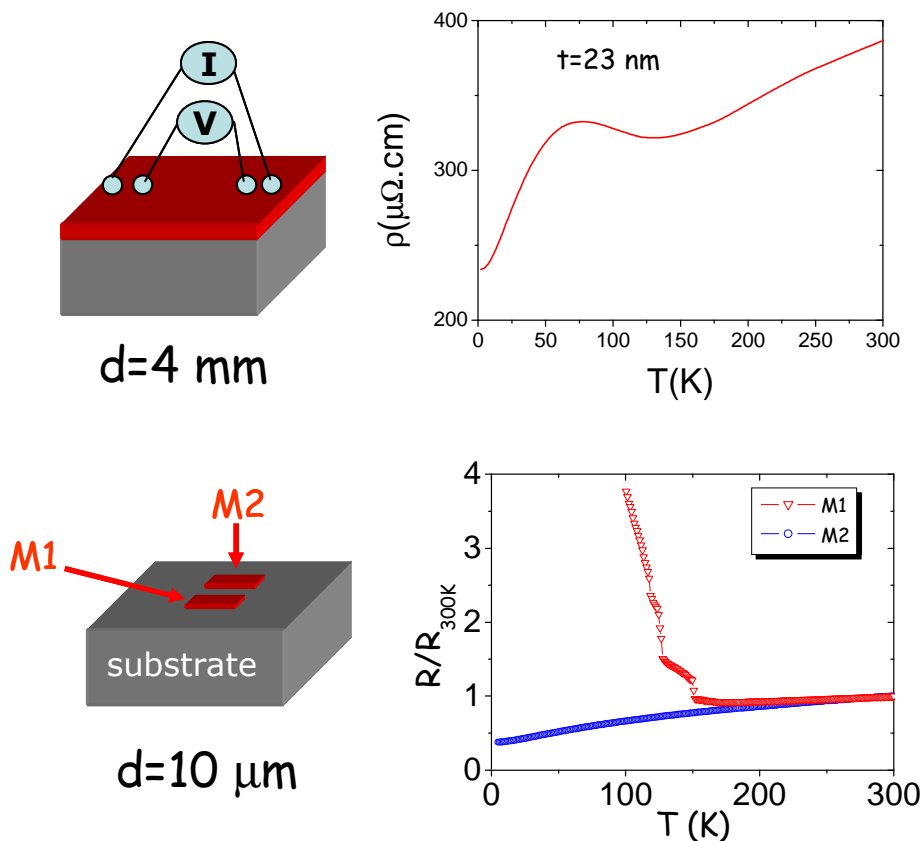 I
V
d=4 mm
t=23 nm
400
300
200
ρ(μΩ.cm)
0
50
100
150
200
250
300
T(K)
M2
M1
substrate
d=10 μm
M1
M2
4
3
2
1
0
R/R300K
0
100
200
300
T (K)